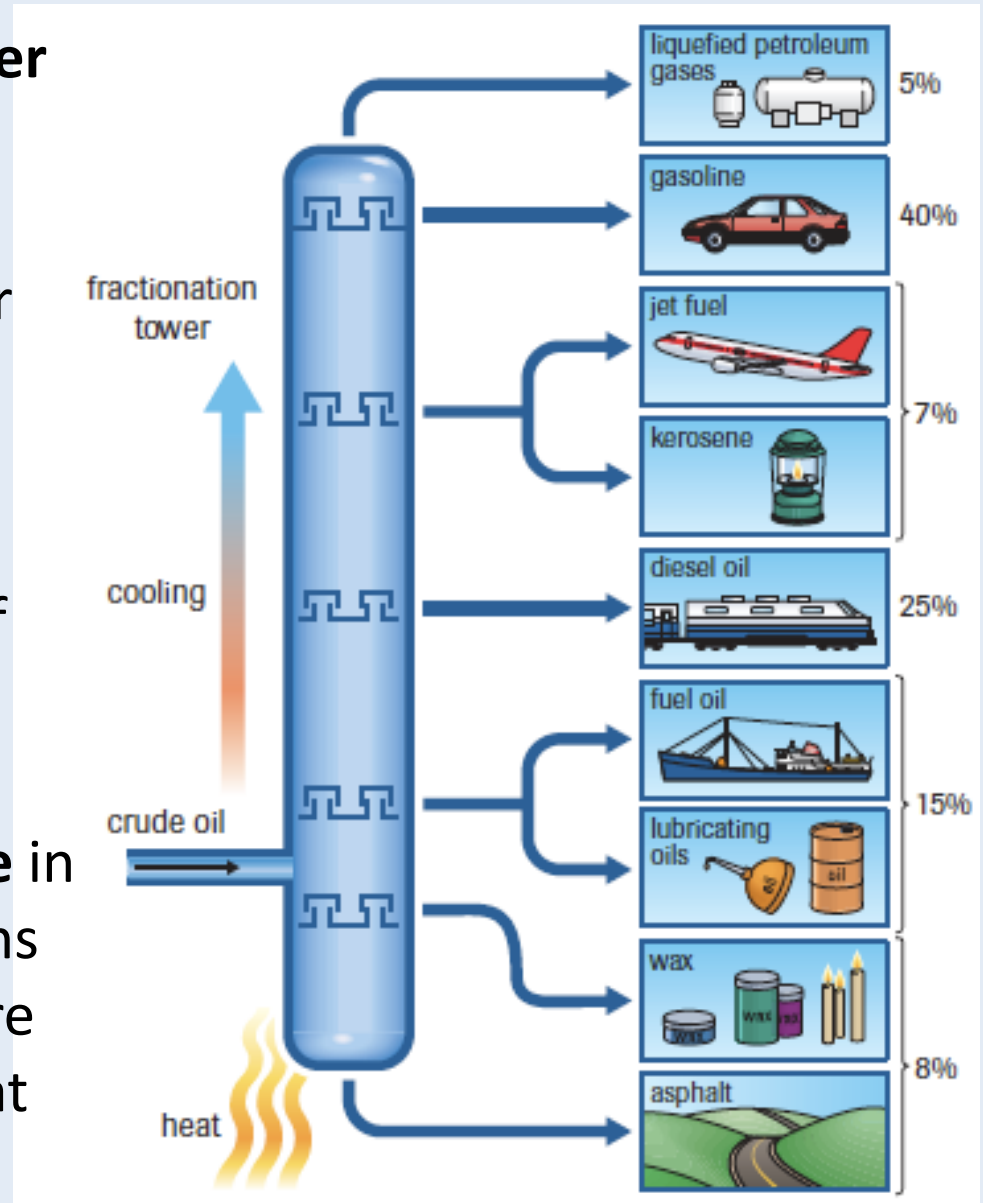 er
r
f
e in
ns
re
nt
liquefied petroleum
gases
5%
gasoline
40%
fractionation
tower
jet fuel
7%
kerosene
cooling
diesel oil
25%
fuel oil
15%
crude oil
lubricating
oils
oil
wax
wax
wax
8%
asphalt
heat